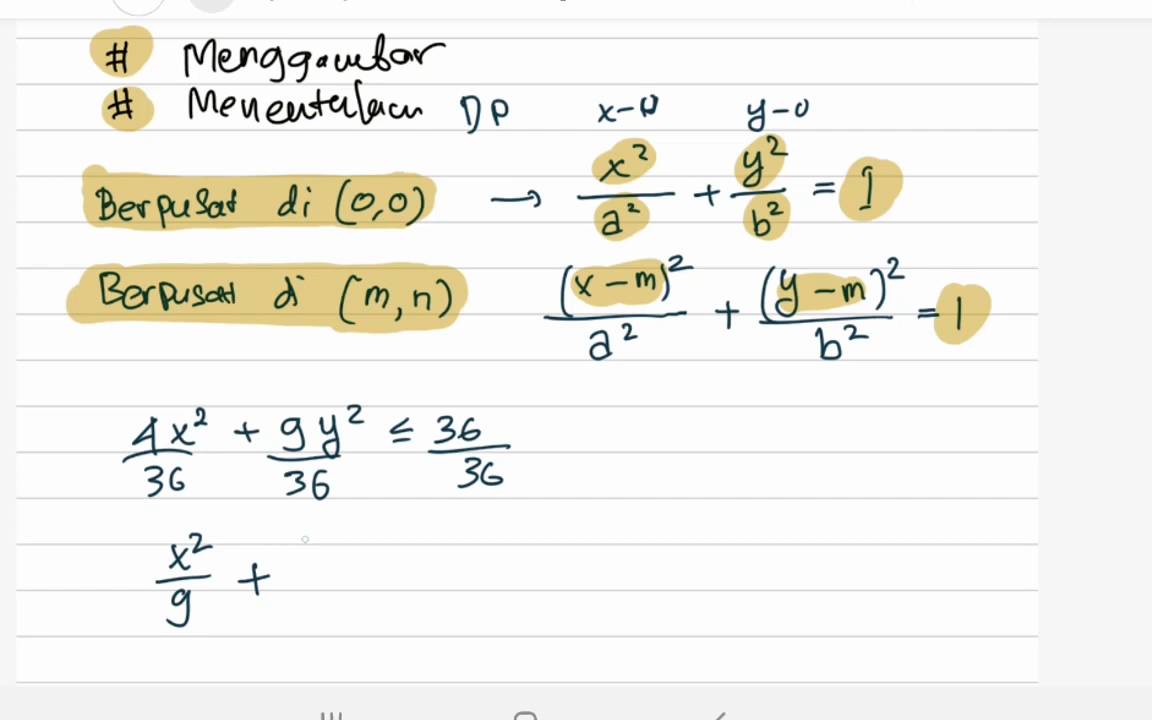 # Menggambar
# Menentukan DP x-0 y-0
Berpusat di (0,0) → x²/a² + y²/b² = 1
Berpusat di (m,n) (x-m)²/a² + (y-m)²/b² = 1
4x²/36 + 9y²/36 ≤ 36/36
x²/9 +